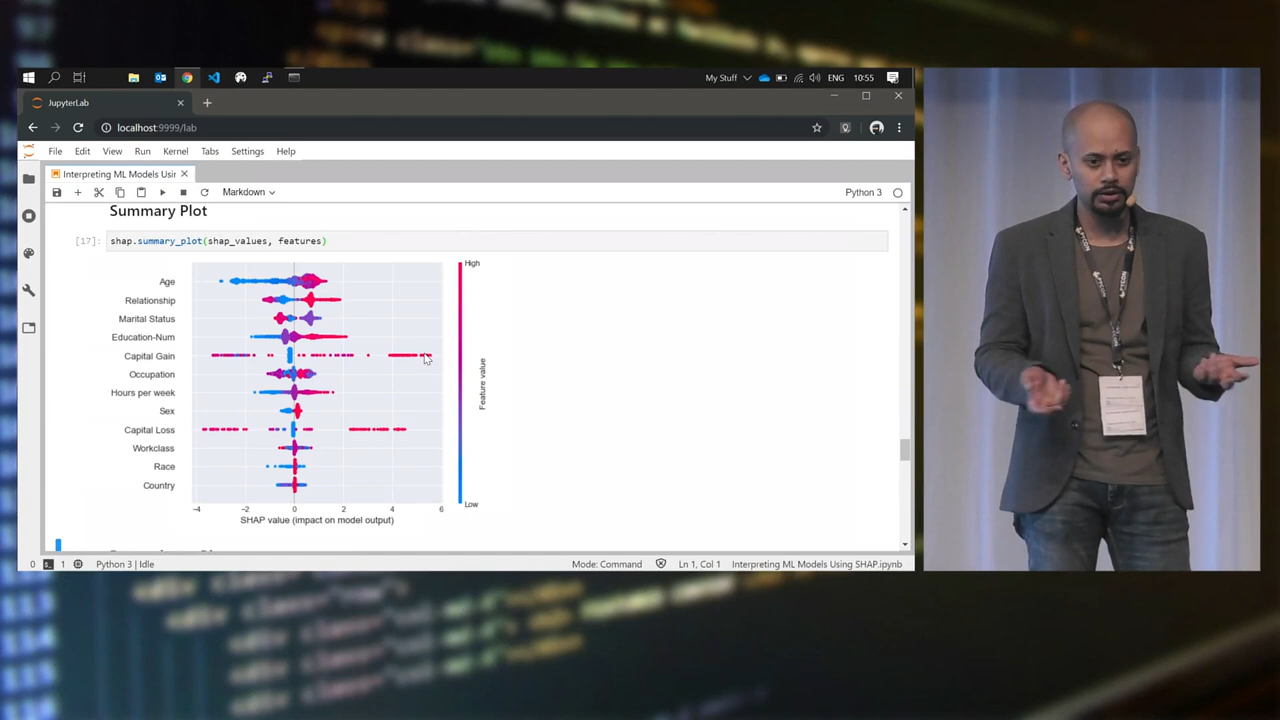 My Stuff ENG 10:55
JupyterLab
localhost:9999/lab
File Edit View Run Kernel Tabs Settings Help
Interpreting ML Models Usir
Markdown Python 3
Summary Plot
[17]: shap.summary_plot(shap_values, features)
High
Age
Relationship
Marital Status
Education-Num
Capital Gain
Occupation
Hours per week
Sex
Capital Loss
Workclass
Race
Country
Feature value
Low
−4 −2 0 2 4 6
SHAP value (impact on model output)
0 1 Python 3 | Idle Mode: Command Ln 1, Col 1 Interpreting ML Models Using SHAP.ipynb